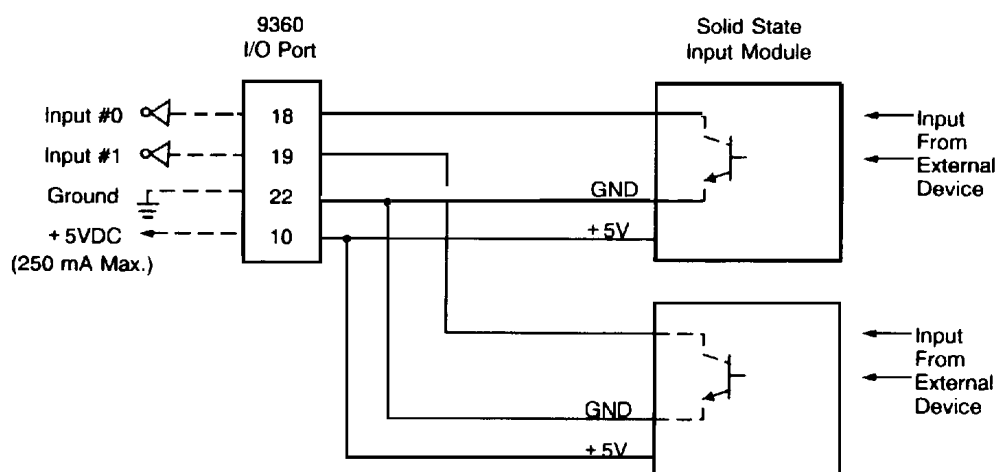 9360
I/O Port
Solid State
Input Module
Input #0
18
Input
From
External
Device
Input #1
19
Ground
22
GND
+5VDC
(250 mA Max.)
10
+5V
Input
From
External
Device
GND
+5V